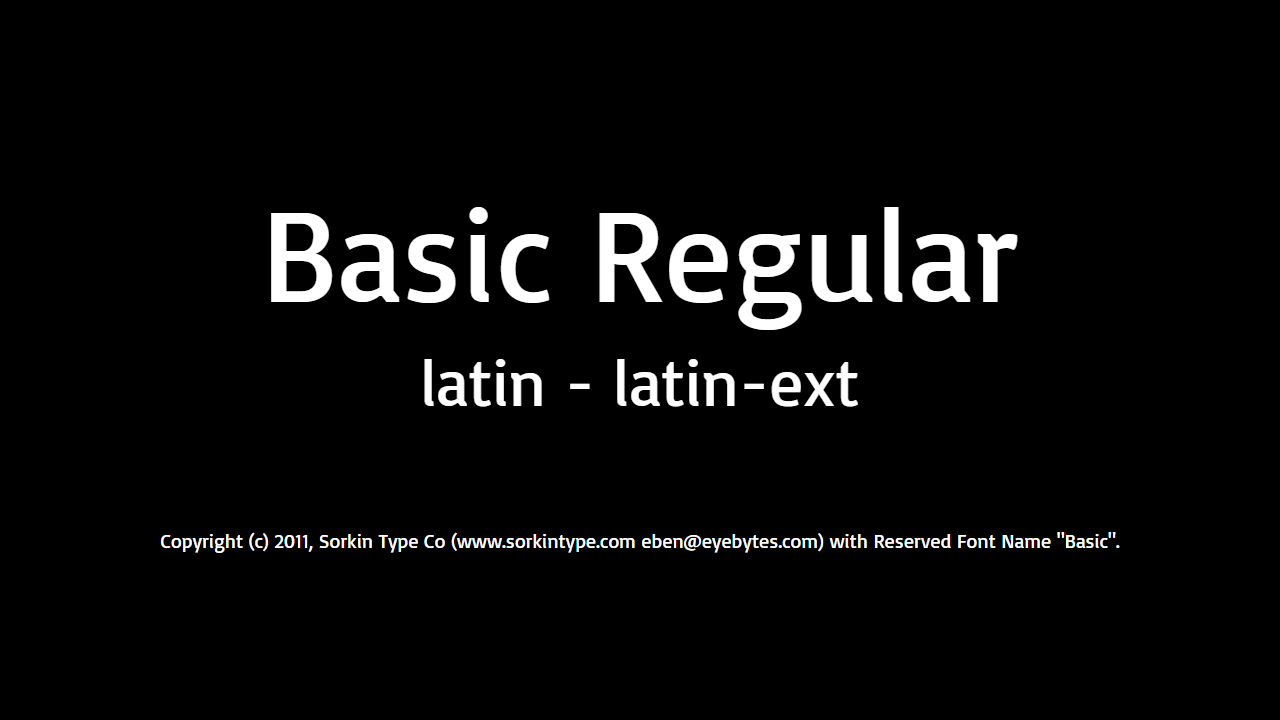 Basic Regular
latin - latin-ext
Copyright (c) 2011, Sorkin Type Co (www.sorkintype.com eben@eyebytes.com) with Reserved Font Name "Basic".